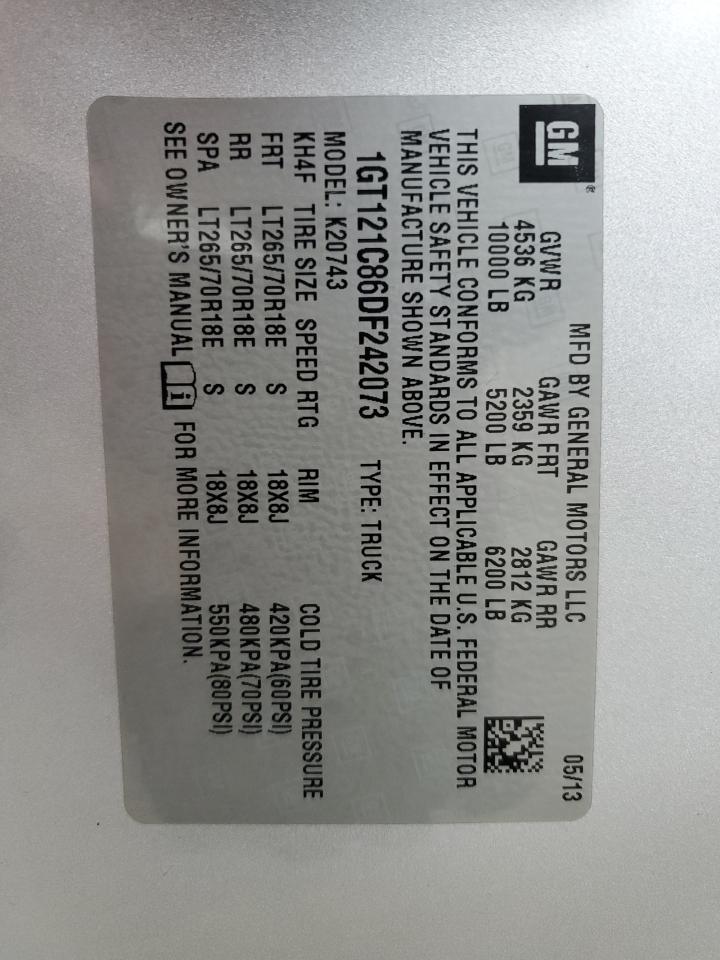 GM®
MFD BY GENERAL MOTORS LLC 05/13
GVWR GAWR FRT GAWR RR
4536 KG 2359 KG 2812 KG
10000 LB 5200 LB 6200 LB
THIS VEHICLE CONFORMS TO ALL APPLICABLE U.S. FEDERAL MOTOR
VEHICLE SAFETY STANDARDS IN EFFECT ON THE DATE OF
MANUFACTURE SHOWN ABOVE.
1GT121C86DF242073 TYPE: TRUCK
MODEL: K20743
KH4F TIRE SIZE SPEED RTG RIM COLD TIRE PRESSURE
FRT LT265/70R18E S 18X8J 420KPA(60PSI)
RR LT265/70R18E S 18X8J 480KPA(70PSI)
SPA LT265/70R18E S 18X8J 550KPA(80PSI)
SEE OWNER'S MANUAL i FOR MORE INFORMATION.